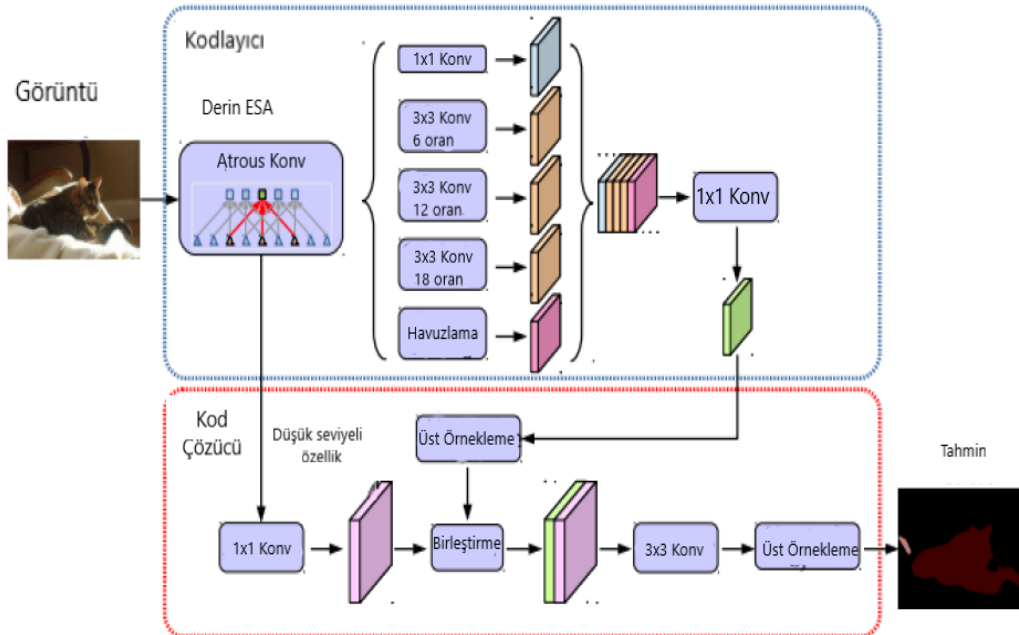 Kodlayıcı
Görüntü
Derin ESA
Atrous Konv
1x1 Konv
3x3 Konv
6 oran
3x3 Konv
12 oran
3x3 Konv
18 oran
Havuzlama
1x1 Konv
Kod
Çözücü
Düşük seviyeli
özellik
Üst Örnekleme
Tahmin
1x1 Konv
Birleştirme
3x3 Konv
Üst Örnekleme